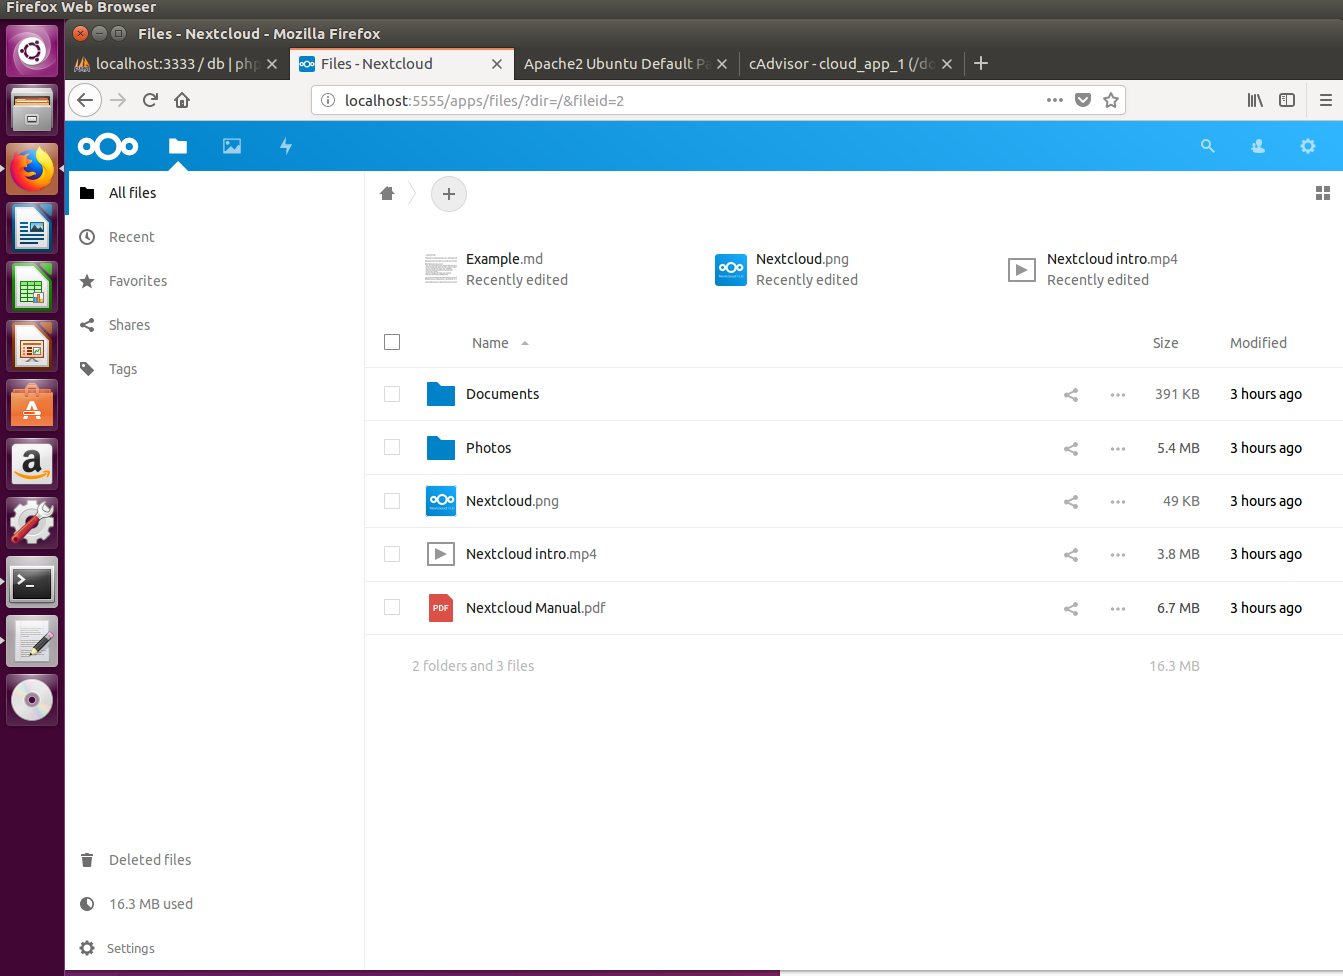 Firefox Web Browser
Files - Nextcloud - Mozilla Firefox
localhost:3333 / db | php
Files - Nextcloud
Apache2 Ubuntu Default Pa
cAdvisor - cloud_app_1 (/do
localhost:5555/apps/files/?dir=/&fileid=2
All files
Recent
Favorites
Shares
Tags
Example.md
Recently edited
Nextcloud.png
Recently edited
Nextcloud intro.mp4
Recently edited
Name Size Modified
Documents 391 KB 3 hours ago
Photos 5.4 MB 3 hours ago
Nextcloud.png 49 KB 3 hours ago
Nextcloud intro.mp4 3.8 MB 3 hours ago
PDF Nextcloud Manual.pdf 6.7 MB 3 hours ago
2 folders and 3 files 16.3 MB
Deleted files
16.3 MB used
Settings